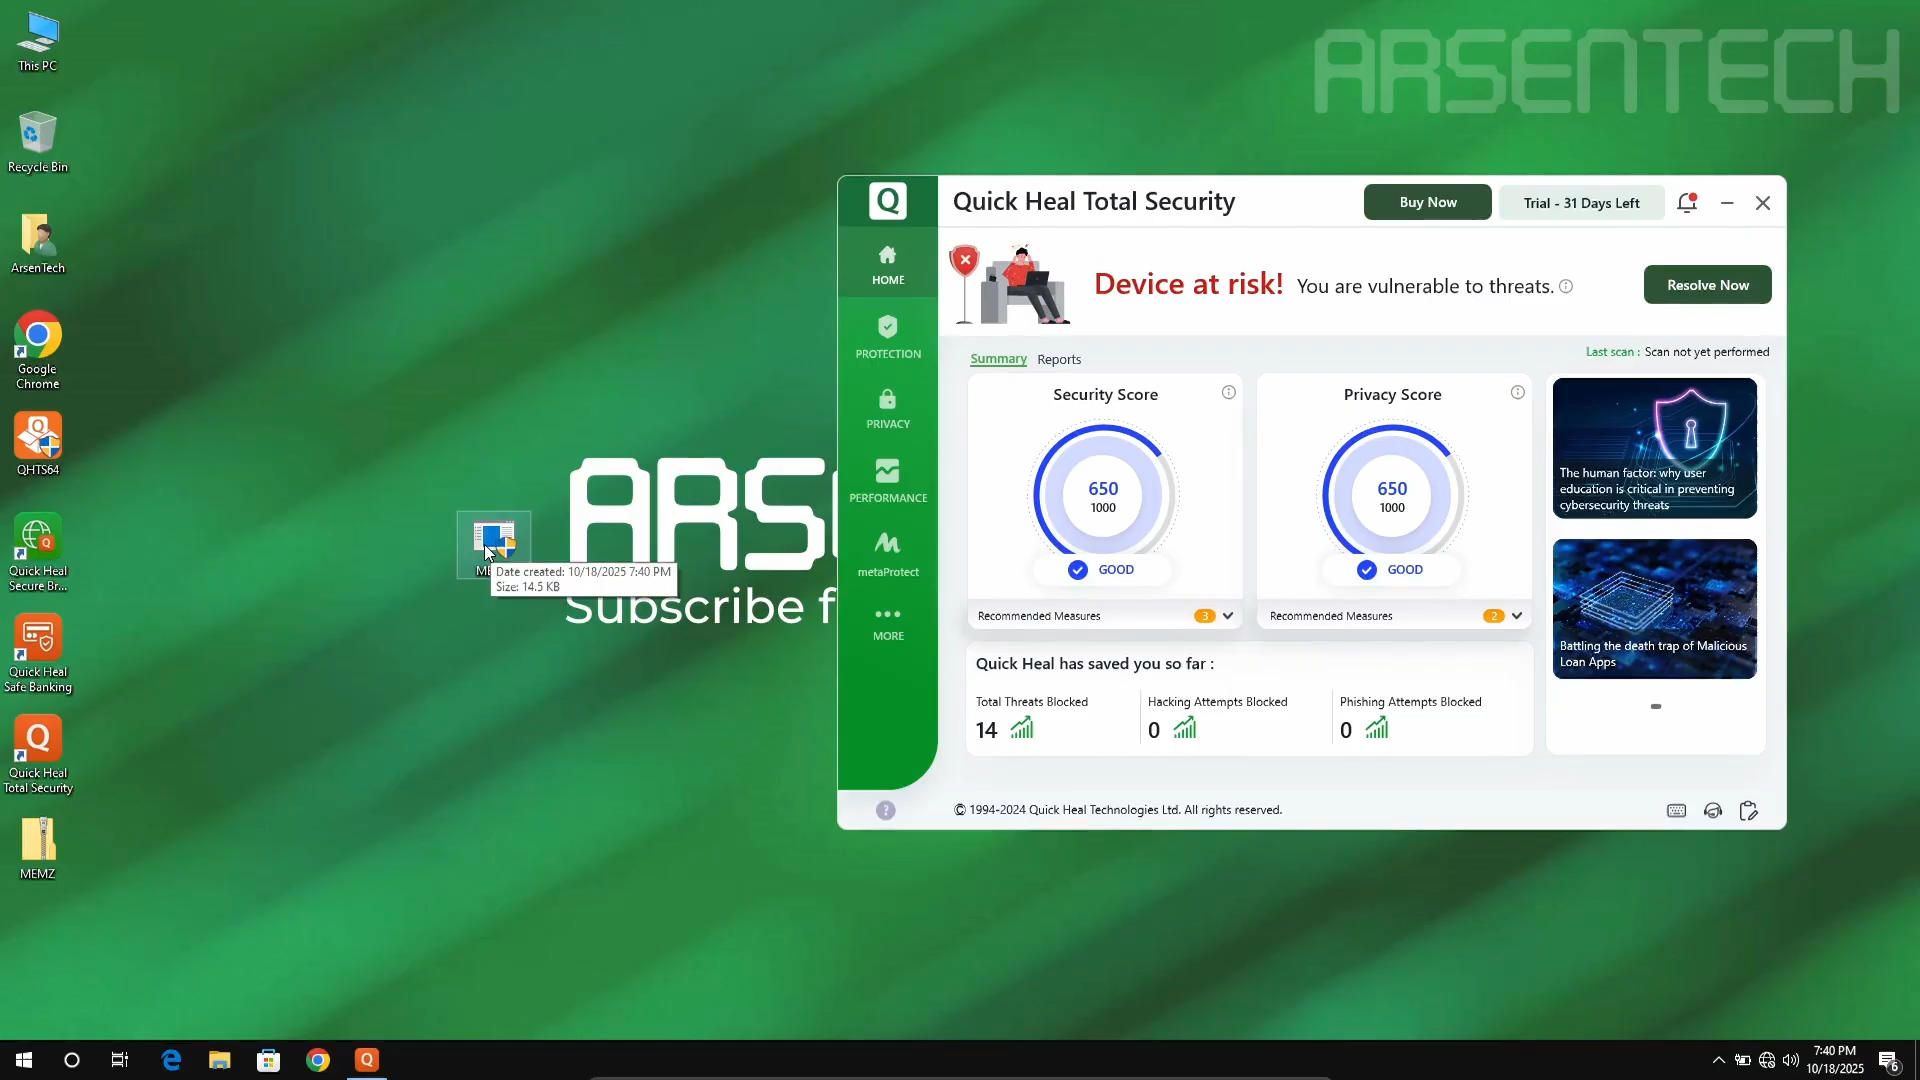 This PC
Recycle Bin
ArsenTech
Google
Chrome
QHTS64
Quick Heal
Secure Br...
Quick Heal
Safe Banking
Quick Heal
Total Security
MEMZ
ARSENTECH
ARS
Subscribe f
Date created: 10/18/2025 7:40 PM
Size: 14.5 KB
Q
Quick Heal Total Security
Buy Now
Trial - 31 Days Left
HOME
PROTECTION
PRIVACY
PERFORMANCE
metaProtect
MORE
Device at risk! You are vulnerable to threats.
Resolve Now
Summary
Reports
Last scan : Scan not yet performed
Security Score
650
1000
GOOD
Recommended Measures
3
Privacy Score
650
1000
GOOD
Recommended Measures
2
The human factor: why user
education is critical in preventing
cybersecurity threats
Battling the death trap of Malicious
Loan Apps
Quick Heal has saved you so far :
Total Threats Blocked
14
Hacking Attempts Blocked
0
Phishing Attempts Blocked
0
?
© 1994-2024 Quick Heal Technologies Ltd. All rights reserved.
7:40 PM
10/18/2025
6